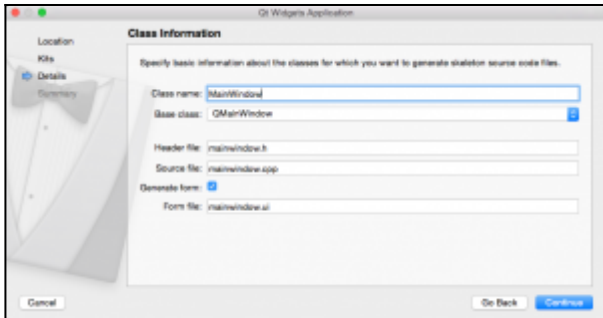 Qt Widgets Application
Location
Kits
Details
Summary
Class Information
Specify basic information about the classes for which you want to generate skeleton source code files.
Class name: MainWindow
Base class: QMainWindow
Header file: mainwindow.h
Source file: mainwindow.cpp
Generate form:
Form file: mainwindow.ui
Cancel
Go Back
Continue